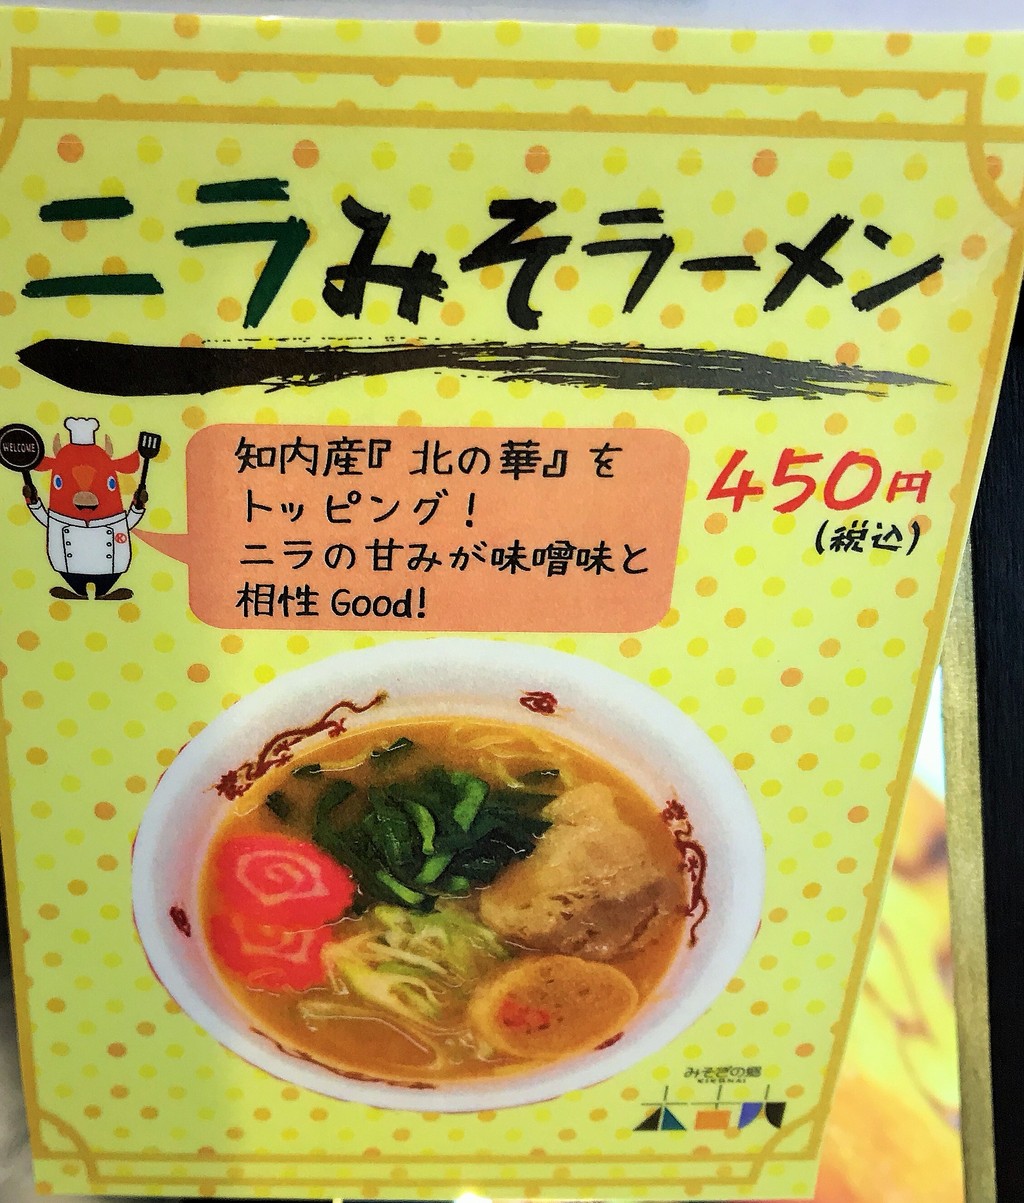 ニラみそラーメン
WELCOME
知内産『北の華』を
トッピング!
ニラの甘みが味噌味と
相性Good!
450円
(税込)
みそぎの郷
KIKONAI